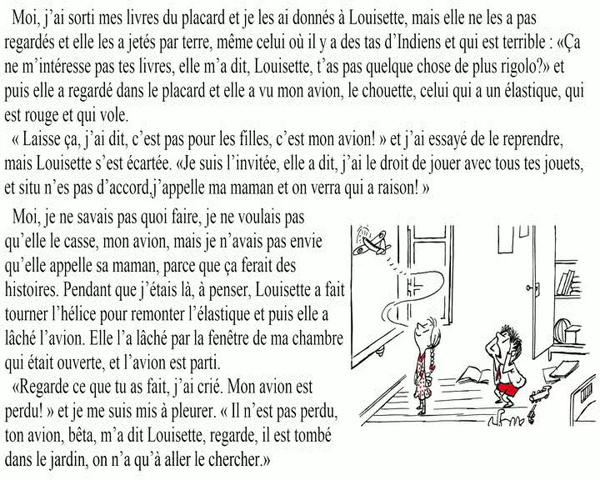 Moi, j’ai sorti mes livres du placard et je les ai donnés à Louisette, mais elle ne les a pas
regardés et elle les a jetés par terre, même celui où il y a des tas d’Indiens et qui est terrible : «Ça
ne m’intéresse pas tes livres, elle m’a dit, Louisette, t’as pas quelque chose de plus rigolo?» et
puis elle a regardé dans le placard et elle a vu mon avion, le chouette, celui qui a un élastique, qui
est rouge et qui vole.
« Laisse ça, j’ai dit, c’est pas pour les filles, c’est mon avion! » et j’ai essayé de le reprendre,
mais Louisette s’est écartée. «Je suis l’invitée, elle a dit, j’ai le droit de jouer avec tous tes jouets,
et situ n’es pas d’accord,j’appelle ma maman et on verra qui a raison! »
Moi, je ne savais pas quoi faire, je ne voulais pas
qu’elle le casse, mon avion, mais je n’avais pas envie
qu’elle appelle sa maman, parce que ça ferait des
histoires. Pendant que j’étais là, à penser, Louisette a fait
tourner l’hélice pour remonter l’élastique et puis elle a
lâché l’avion. Elle l’a lâché par la fenêtre de ma chambre
qui était ouverte, et l’avion est parti.
«Regarde ce que tu as fait, j’ai crié. Mon avion est
perdu! » et je me suis mis à pleurer. « Il n’est pas perdu,
ton avion, bêta, m’a dit Louisette, regarde, il est tombé
dans le jardin, on n’a qu’à aller le chercher.»